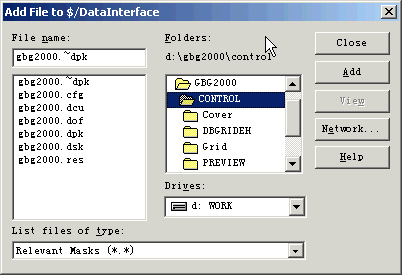 Add File to $/DataInterface
File name:
gbg2000.~dpk
gbg2000.~dpk
gbg2000.cfg
gbg2000.dcu
gbg2000.dof
gbg2000.dpk
gbg2000.dsk
gbg2000.res
Folders:
d:\gbg2000\control
GBG2000
CONTROL
Cover
DBGRIDEH
Grid
PREVIEW
Drives:
d: WORK
List files of type:
Relevant Masks (*.*)
Close
Add
View
Network...
Help